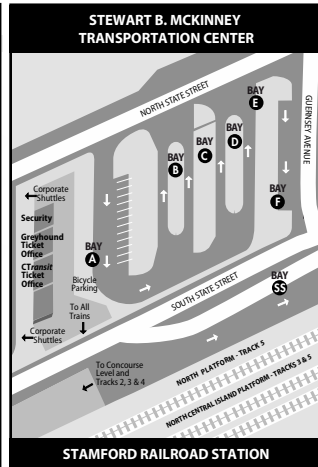 STEWART B. MCKINNEY
TRANSPORTATION CENTER
NORTH STATE STREET
GUERNSEY AVENUE
BAY
E
BAY
D
BAY
C
BAY
B
BAY
F
Corporate
Shuttles
Security
Greyhound
Ticket
Office
CTransit
Ticket
Office
BAY
A
Bicycle
Parking
To All
Trains
Corporate
Shuttles
SOUTH STATE STREET
BAY
SS
To Concourse
Level and
Tracks 2, 3 & 4
NORTH PLATFORM - TRACK 5
NORTH CENTRAL ISLAND PLATFORM - TRACKS 3 & 5
STAMFORD RAILROAD STATION